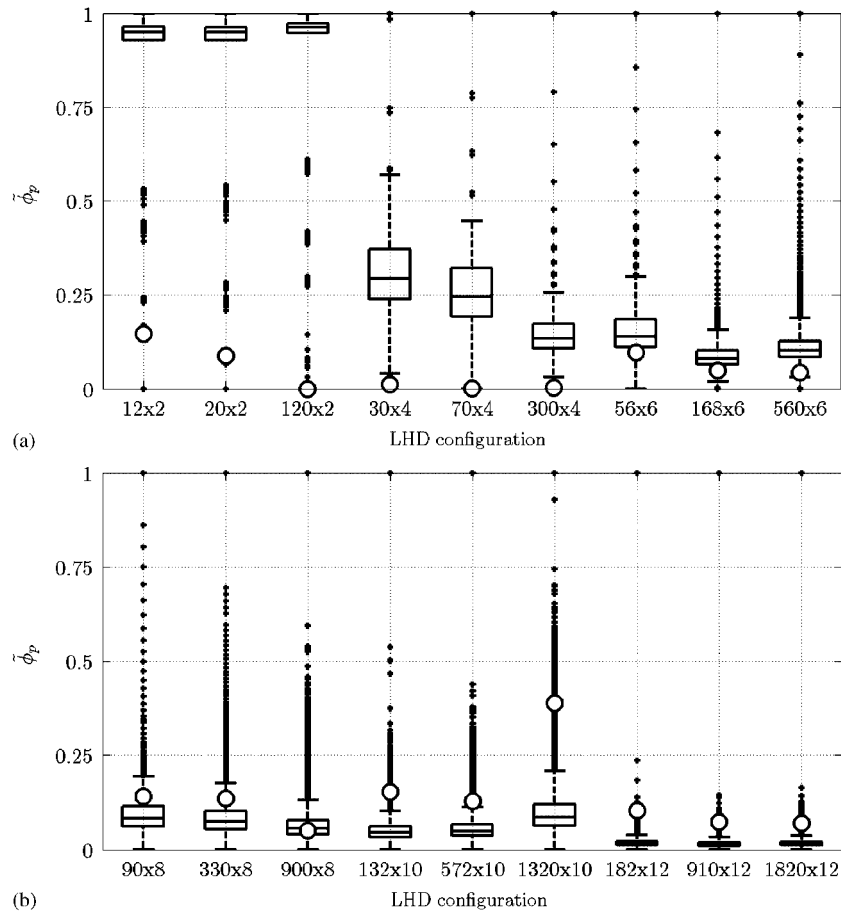 1
0.75
φ̃_p
0.5
0.25
0
12x2 20x2 120x2 30x4 70x4 300x4 56x6 168x6 560x6
(a)
LHD configuration
1
0.75
φ̃_p
0.5
0.25
0
90x8 330x8 900x8 132x10 572x10 1320x10 182x12 910x12 1820x12
(b)
LHD configuration